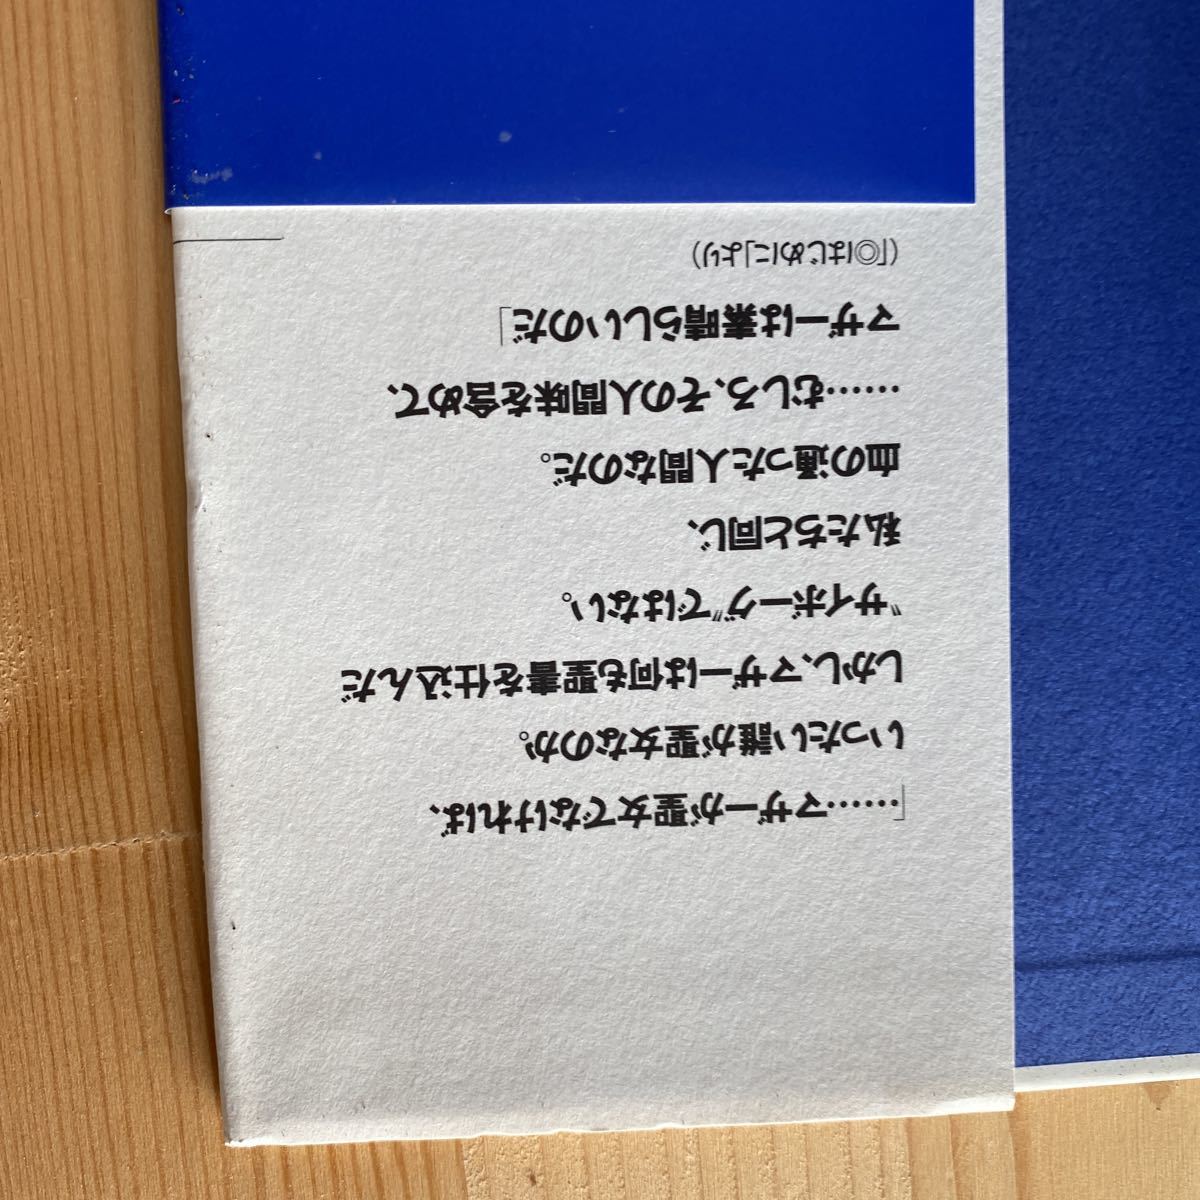 「……マザーが聖女でなければ、
いったい誰が聖女なのか。
しかし、マザーは何も聖書を仕込んだ
“サイボーグ”ではない。
私たちと同じ、
血の通った人間なのだ。
……むしろ、その人間味を含めて、
マザーは素晴らしいのだ」
(「◎はじめに」より)